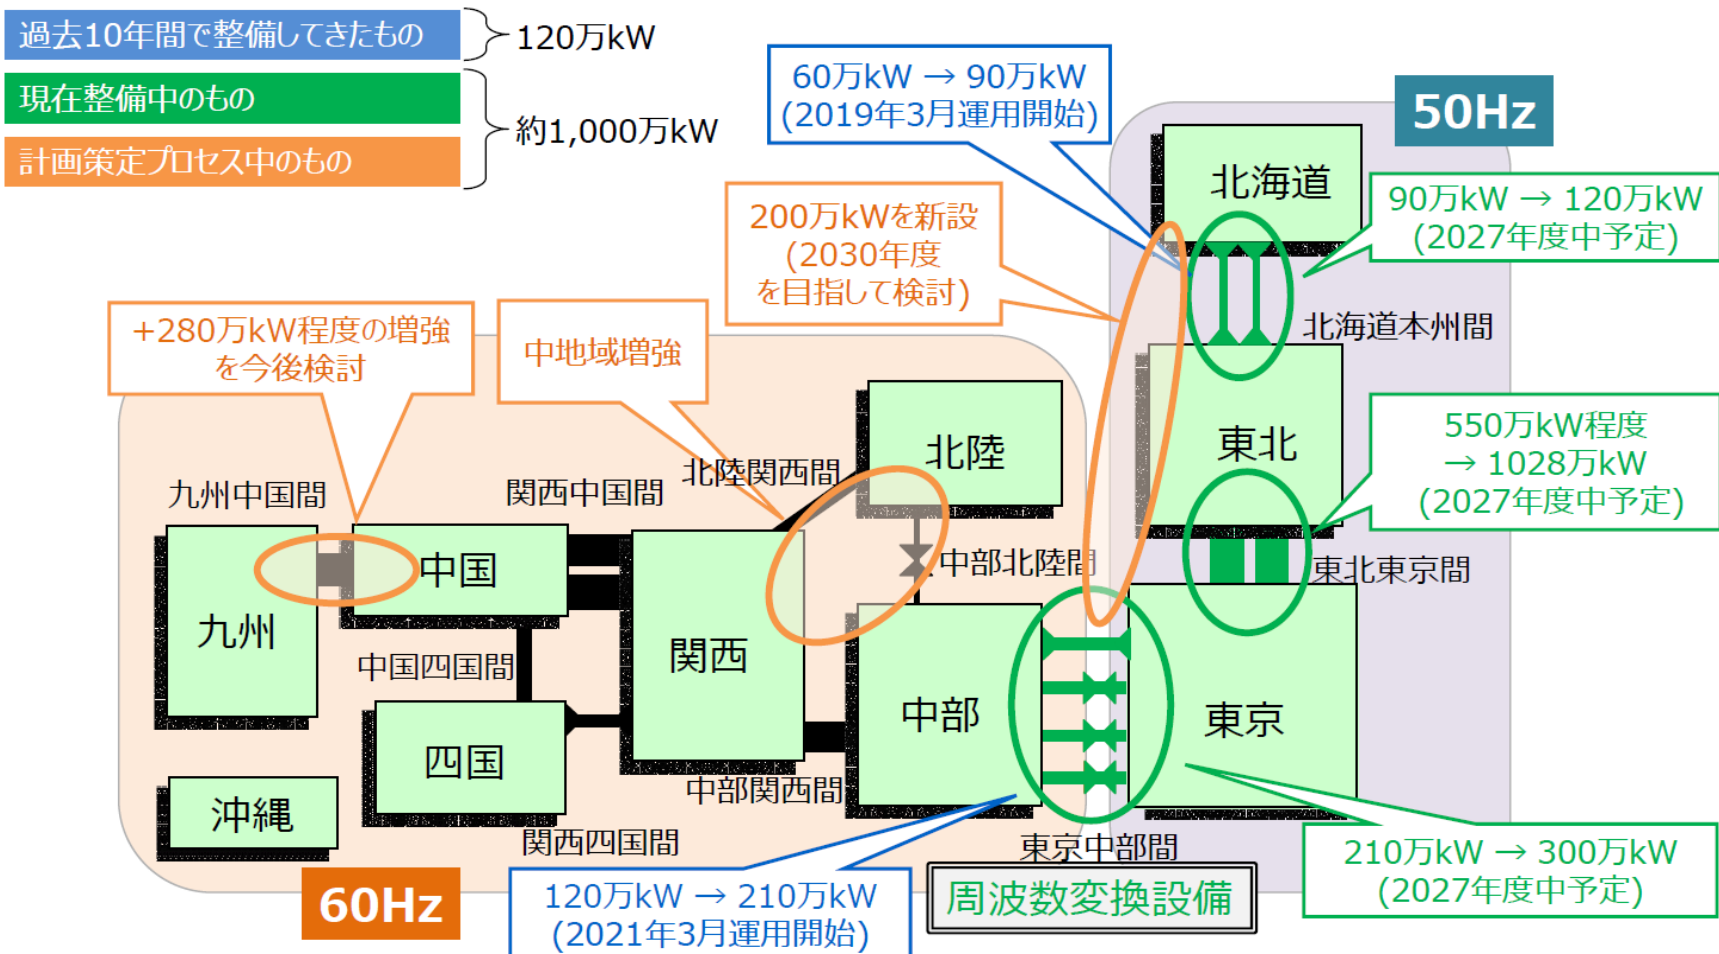 過去10年間で整備してきたもの
120万kW
現在整備中のもの
計画策定プロセス中のもの
約1,000万kW
60万kW → 90万kW
(2019年3月運用開始)
50Hz
北海道
90万kW → 120万kW
(2027年度中予定)
200万kWを新設
(2030年度
を目指して検討)
北海道本州間
+280万kW程度の増強
を今後検討
中地域増強
東北
550万kW程度
→ 1028万kW
(2027年度中予定)
北陸
北陸関西間
九州中国間
関西中国間
中国
中部北陸間
東北東京間
九州
関西
中国四国間
中部
東京
四国
沖縄
中部関西間
関西四国間
東京中部間
210万kW → 300万kW
(2027年度中予定)
60Hz
120万kW → 210万kW
(2021年3月運用開始)
周波数変換設備